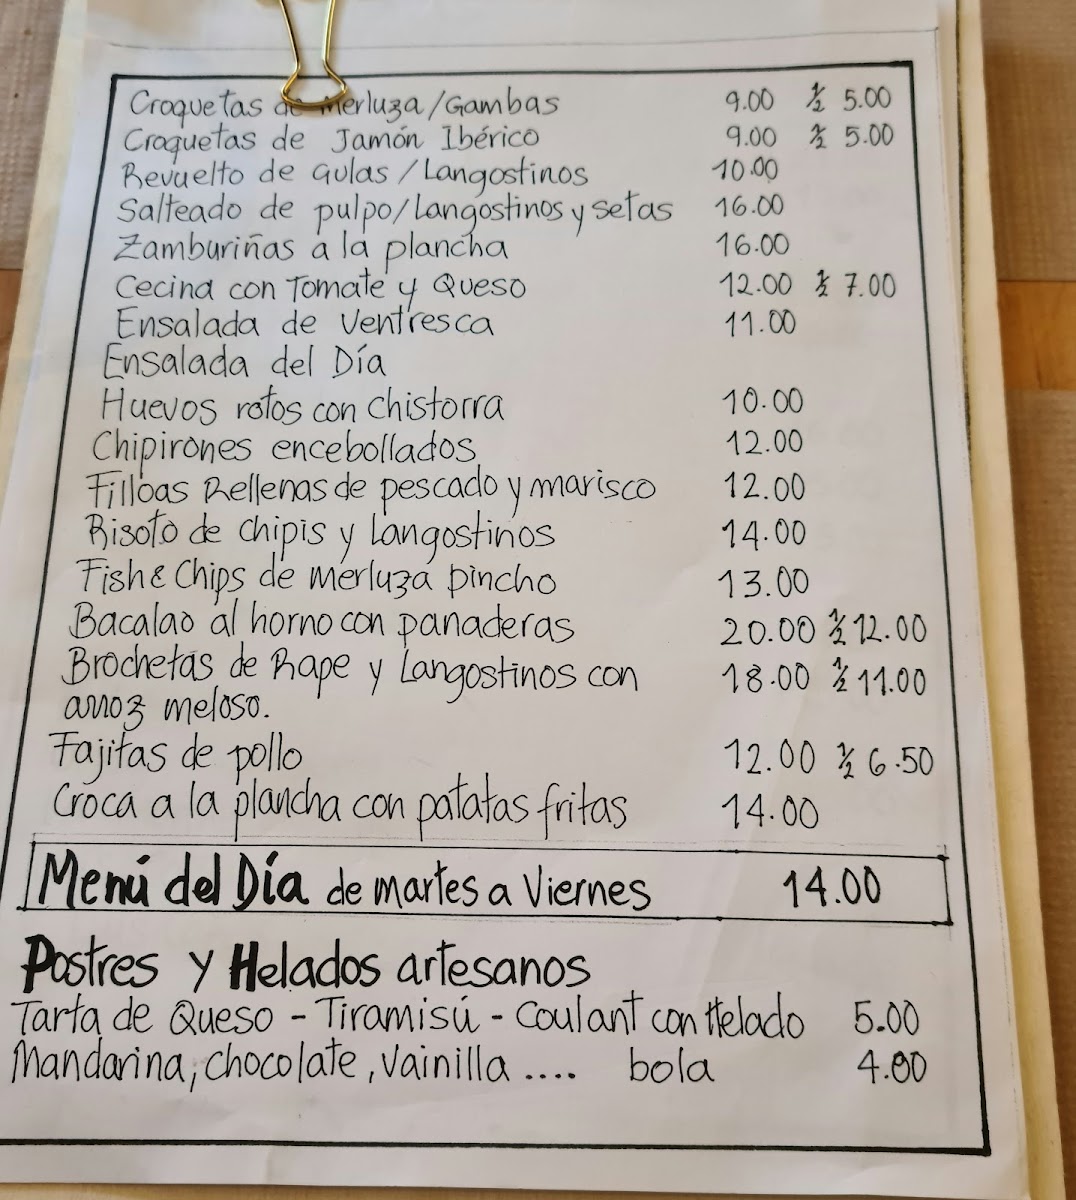 Croquetas de Merluza/Gambas 9.00 ½ 5.00
Croquetas de Jamón Ibérico 9.00 ½ 5.00
Revuelto de Gulas/Langostinos 10.00
Salteado de pulpo/Langostinos y setas 16.00
Zamburiñas a la plancha 16.00
Cecina con Tomate y Queso 12.00 ½ 7.00
Ensalada de Ventresca 11.00
Ensalada del Día
Huevos rotos con chistorra 10.00
Chipirones encebollados 12.00
Filloas Rellenas de pescado y marisco 12.00
Risoto de chipis y Langostinos 14.00
Fish & Chips de merluza pincho 13.00
Bacalao al horno con panaderas 20.00 ½ 12.00
Brochetas de Rape y Langostinos con 18.00 ½ 11.00
arroz meloso.
Fajitas de pollo 12.00 ½ 6.50
Croca a la plancha con patatas fritas 14.00
Menú del Día de martes a Viernes 14.00
Postres y Helados artesanos
Tarta de Queso - Tiramisú - Coulant con Helado 5.00
Mandarina, chocolate, vainilla .... bola 4.00